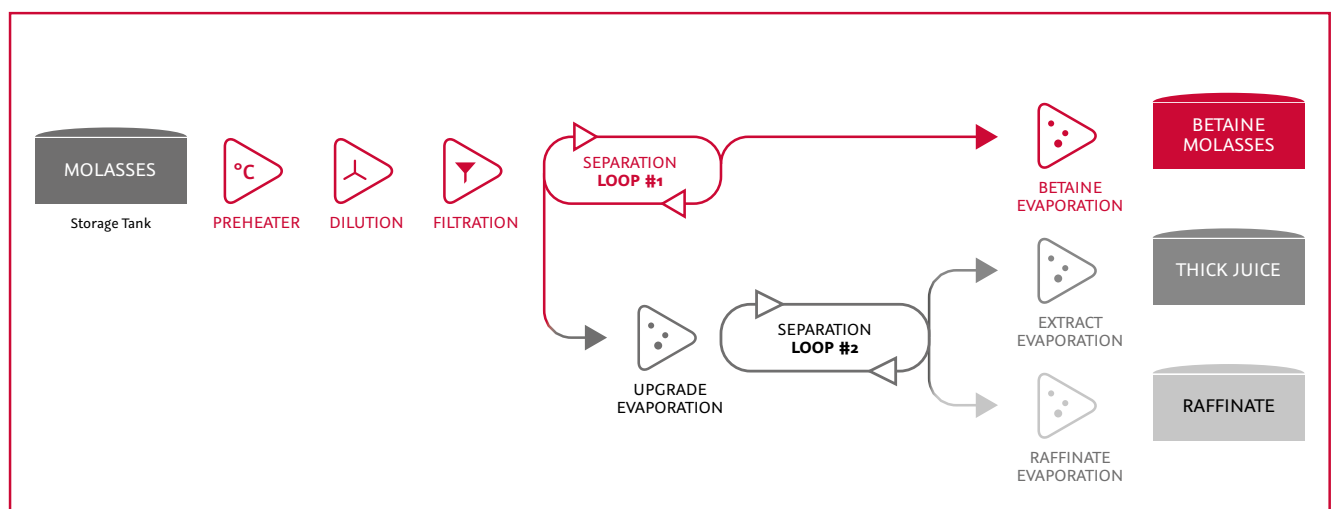 MOLASSES
Storage Tank
°C
PREHEATER
DILUTION
FILTRATION
SEPARATION
LOOP #1
BETAINE
EVAPORATION
BETAINE
MOLASSES
UPGRADE
EVAPORATION
SEPARATION
LOOP #2
EXTRACT
EVAPORATION
THICK JUICE
RAFFINATE
EVAPORATION
RAFFINATE